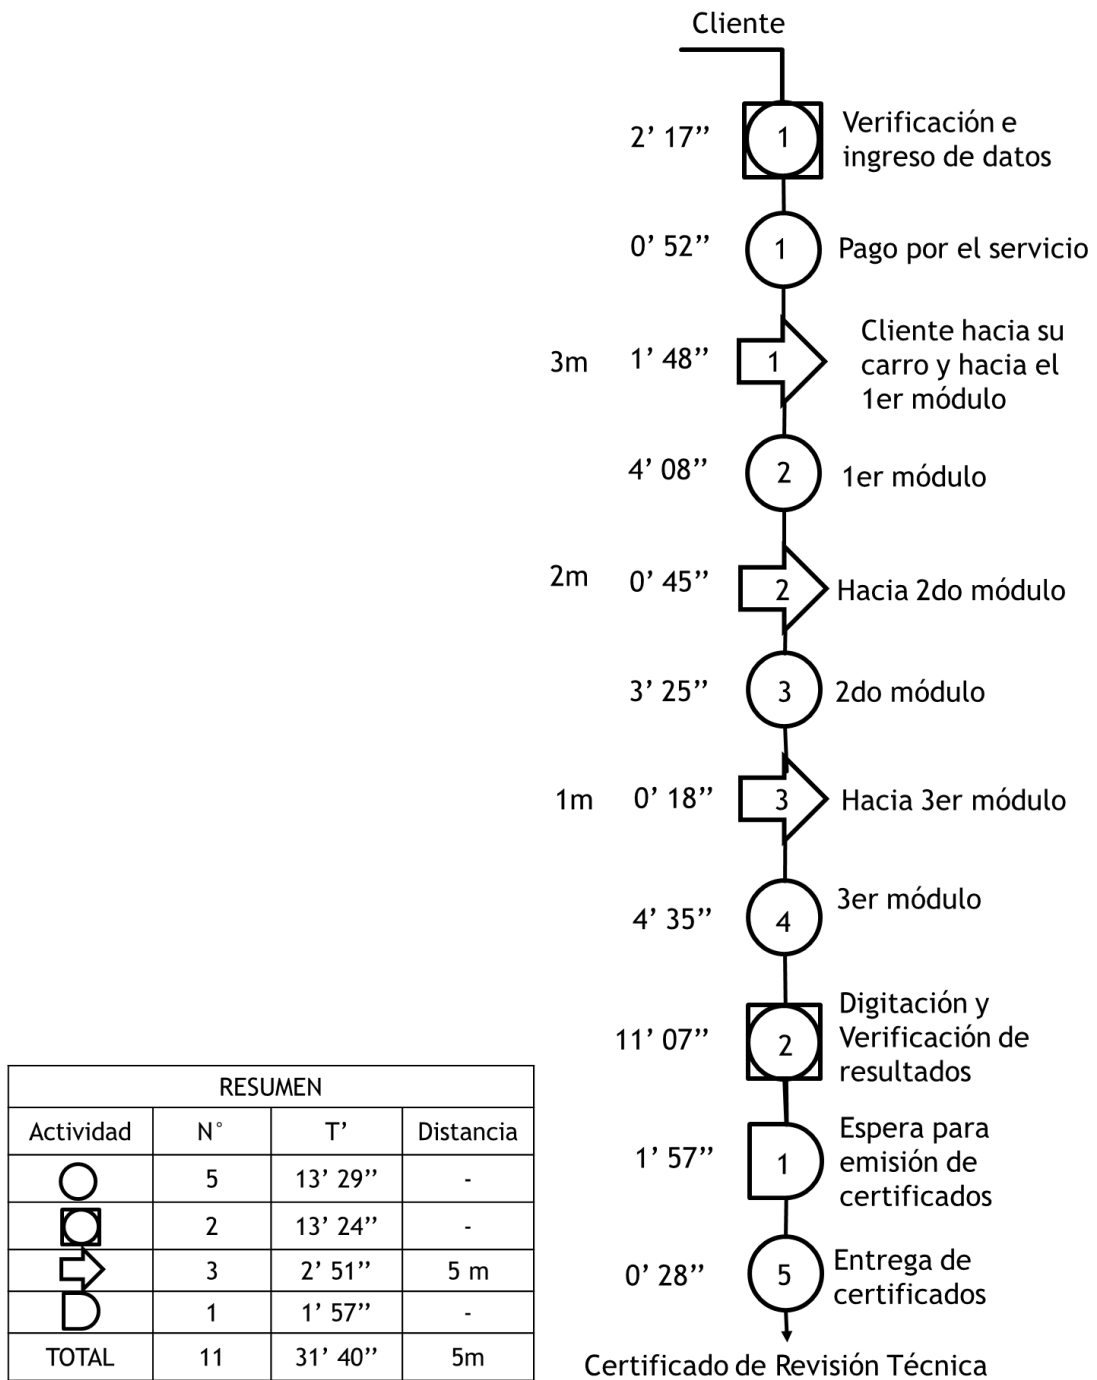 Cliente
2’ 17’’
1
Verificación e
ingreso de datos
0’ 52’’
1
Pago por el servicio
3m
1’ 48’’
1
Cliente hacia su
carro y hacia el
1er módulo
4’ 08’’
2
1er módulo
2m
0’ 45’’
2
Hacia 2do módulo
3’ 25’’
3
2do módulo
1m
0’ 18’’
3
Hacia 3er módulo
4’ 35’’
4
3er módulo
11’ 07’’
2
Digitación y
Verificación de
resultados
1’ 57’’
1
Espera para
emisión de
certificados
0’ 28’’
5
Entrega de
certificados
Certificado de Revisión Técnica
RESUMEN
Actividad N° T’ Distancia
5 13’ 29’’ -
2 13’ 24’’ -
3 2’ 51’’ 5 m
1 1’ 57’’ -
TOTAL 11 31’ 40’’ 5m